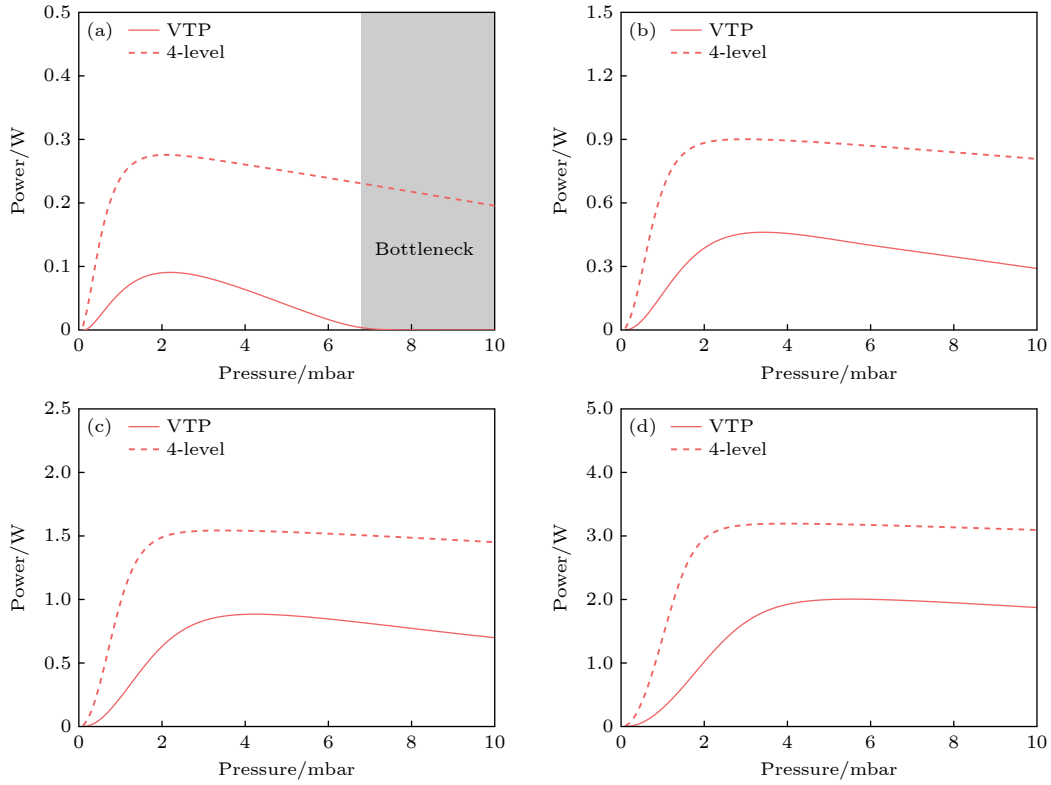 (a)
VTP
4-level
0.5
0.4
0.3
0.2
0.1
0
Power/W
Bottleneck
0 2 4 6 8 10
Pressure/mbar
(b)
VTP
4-level
1.5
1.2
0.9
0.6
0.3
0
Power/W
0 2 4 6 8 10
Pressure/mbar
(c)
VTP
4-level
2.5
2.0
1.5
1.0
0.5
0
Power/W
0 2 4 6 8 10
Pressure/mbar
(d)
VTP
4-level
5.0
4.0
3.0
2.0
1.0
0
Power/W
0 2 4 6 8 10
Pressure/mbar